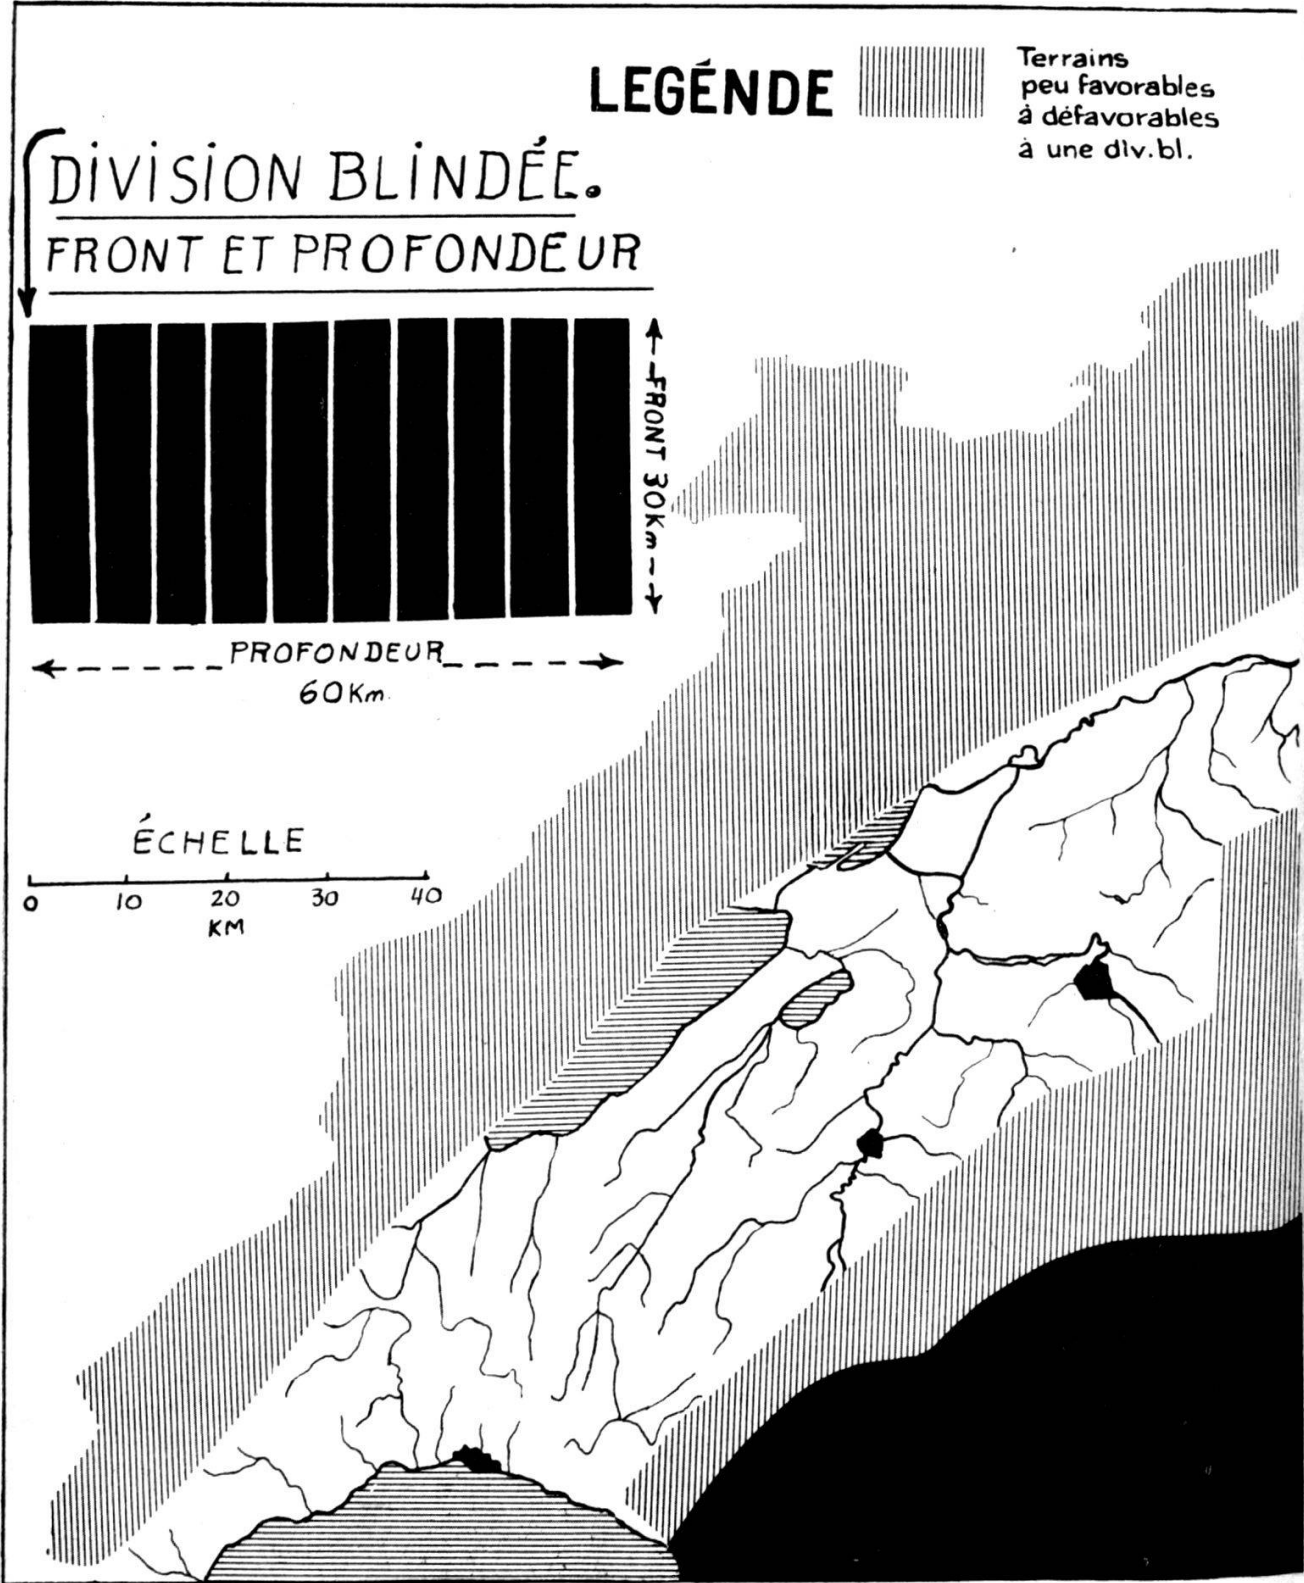 LEGÉNDE
Terrains
peu favorables
à défavorables
à une div.bl.
DIVISION BLINDÉE.
FRONT ET PROFONDEUR
FRONT 30Km
PROFONDEUR
60Km.
ÉCHELLE
0 10 20 30 40
KM